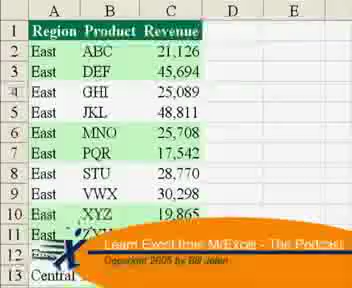 A B C D E
1 Region Product Revenue
2 East ABC 21,126
3 East DEF 45,694
4 East GHI 25,089
5 East JKL 48,811
6 East MNO 25,708
7 East PQR 17,542
8 East STU 28,770
9 East VWX 30,298
10 East XYZ 19,865
11 East
12
13 Central
Learn Excel from MrExcel - The Podcast
Copyright 2005 by Bill Jelen